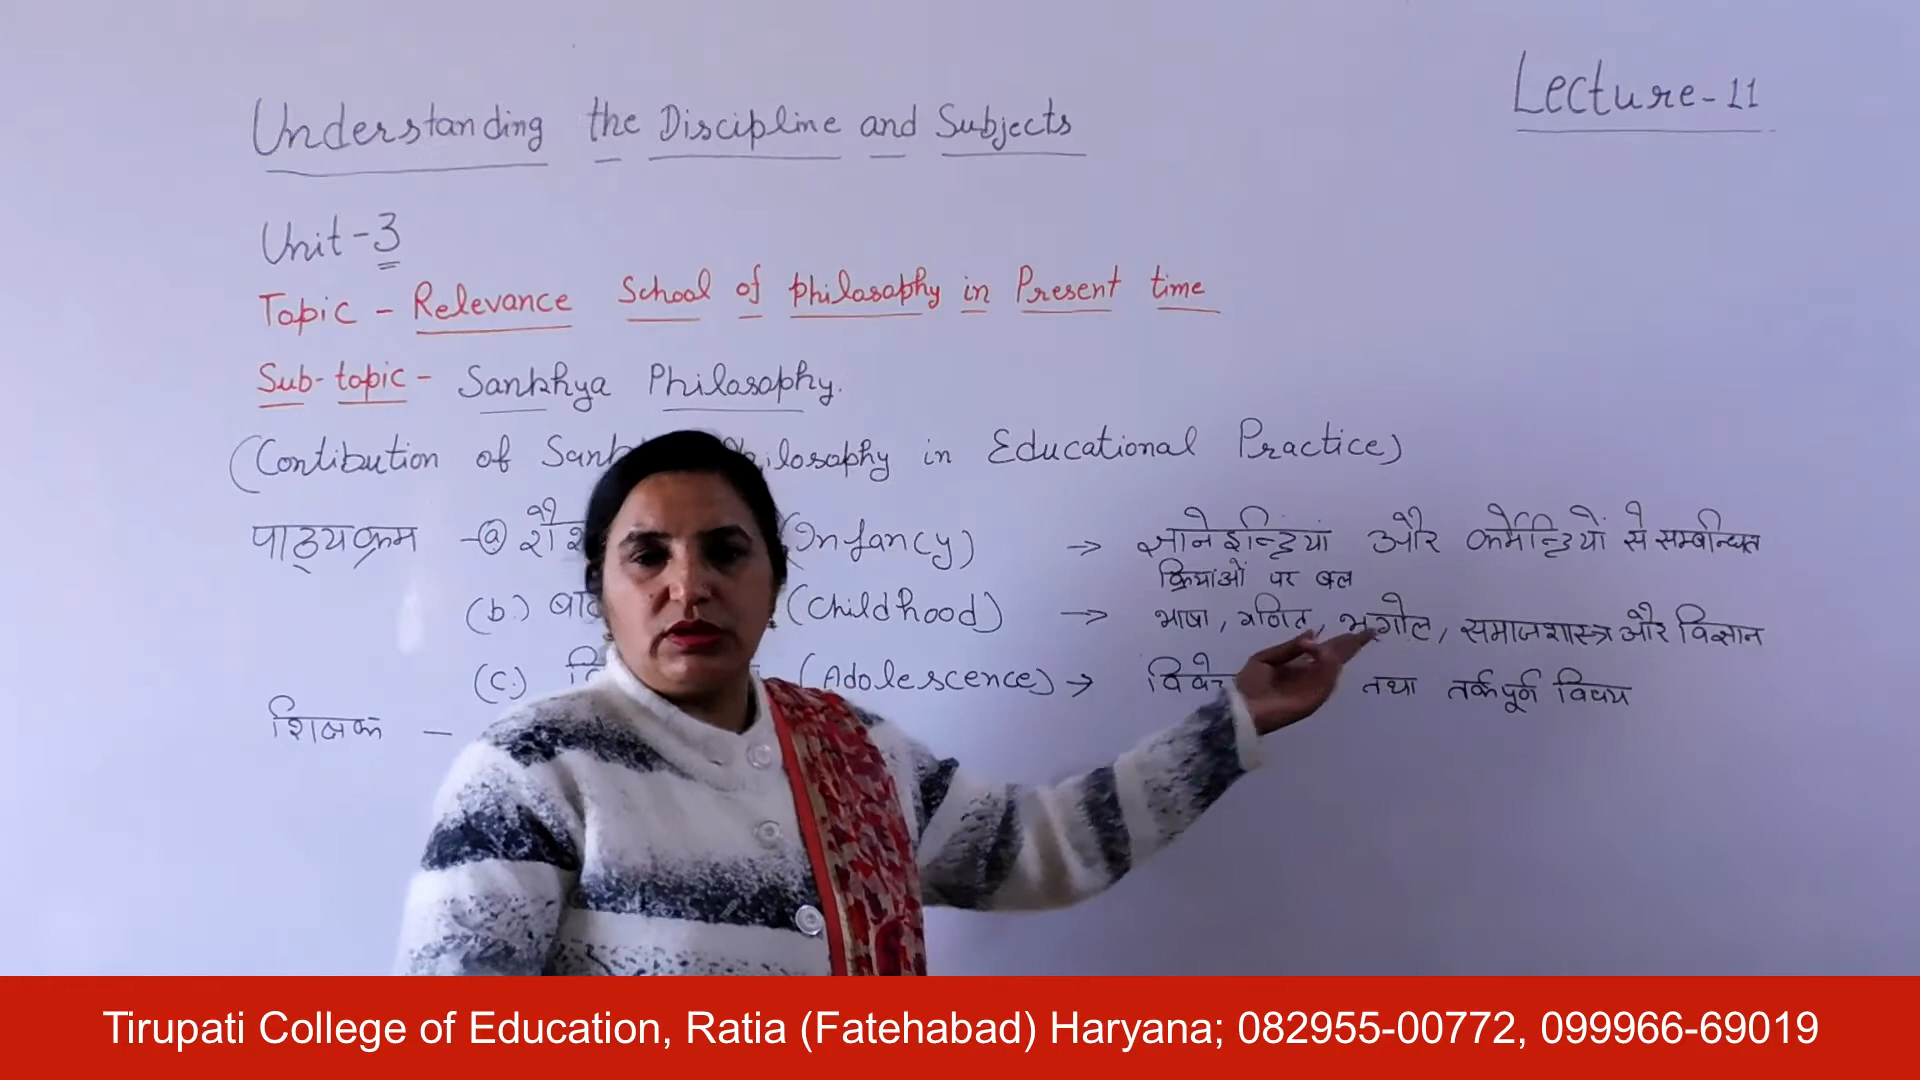 Understanding the Discipline and Subjects
Lecture-11
Unit-3
Topic - Relevance School of philosophy in Present time
Sub-topic - Sankhya Philosophy.
(Contibution of Philosophy in Educational Practice)
पाठ्यक्रम - (a) (Infancy) → ज्ञानेइन्द्रियां और कर्मेन्द्रियों से सम्बन्धित
क्रियाओं पर बल
(b.) (Childhood) → भाषा, गणित, भूगोल, समाजशास्त्र और विज्ञान
(c.) (Adolescence) → तथा तर्कपूर्ण विषय
शिक्षक -
Tirupati College of Education, Ratia (Fatehabad) Haryana; 082955-00772, 099966-69019